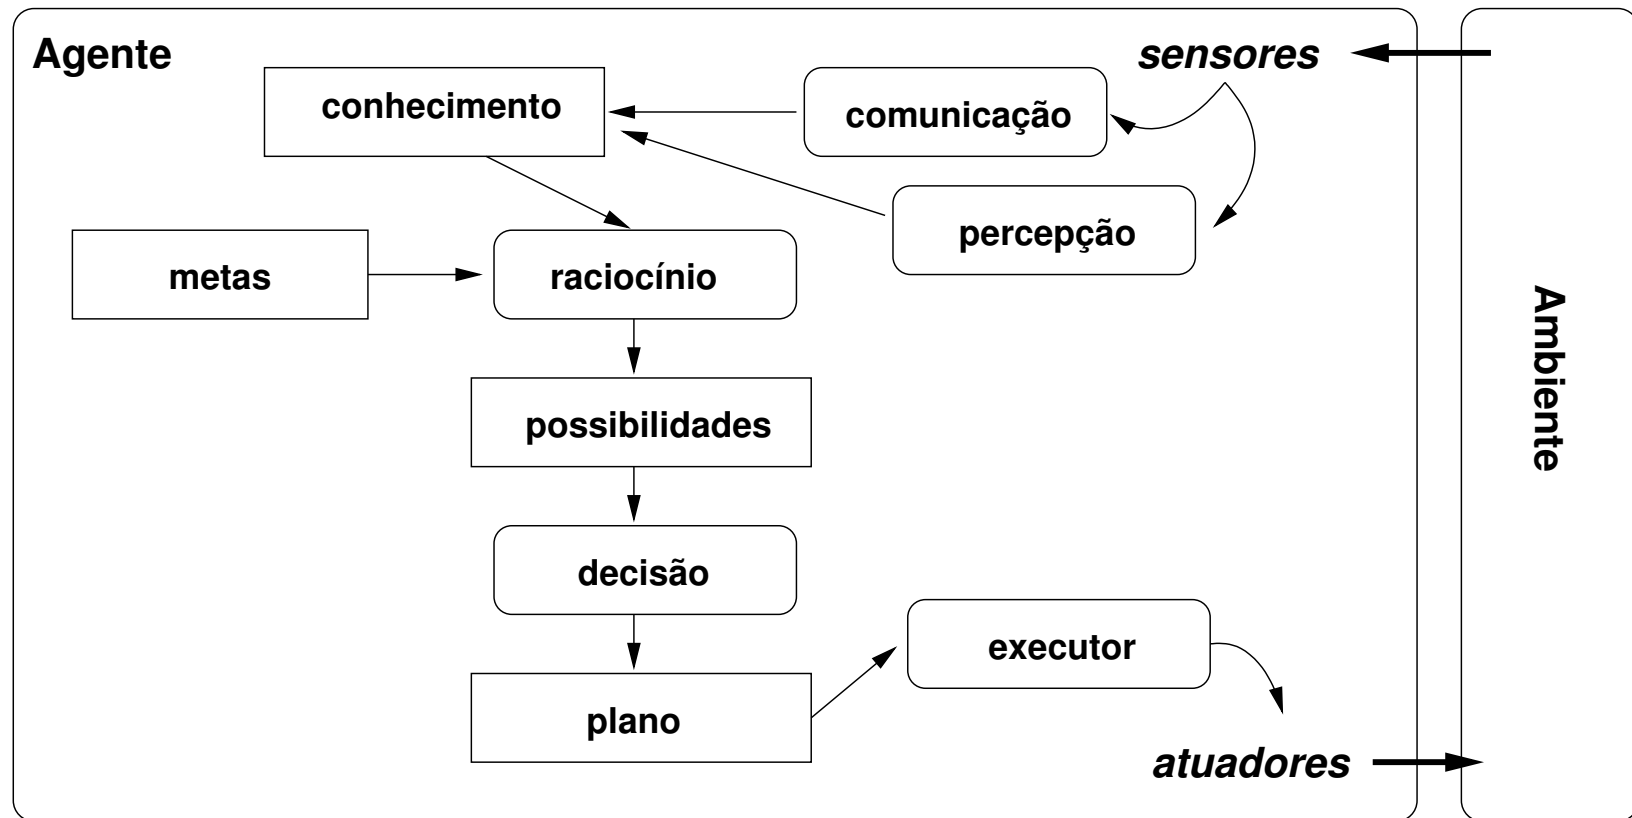 Agente
sensores
conhecimento
comunicação
percepção
metas
raciocínio
possibilidades
decisão
executor
plano
atuadores
Ambiente